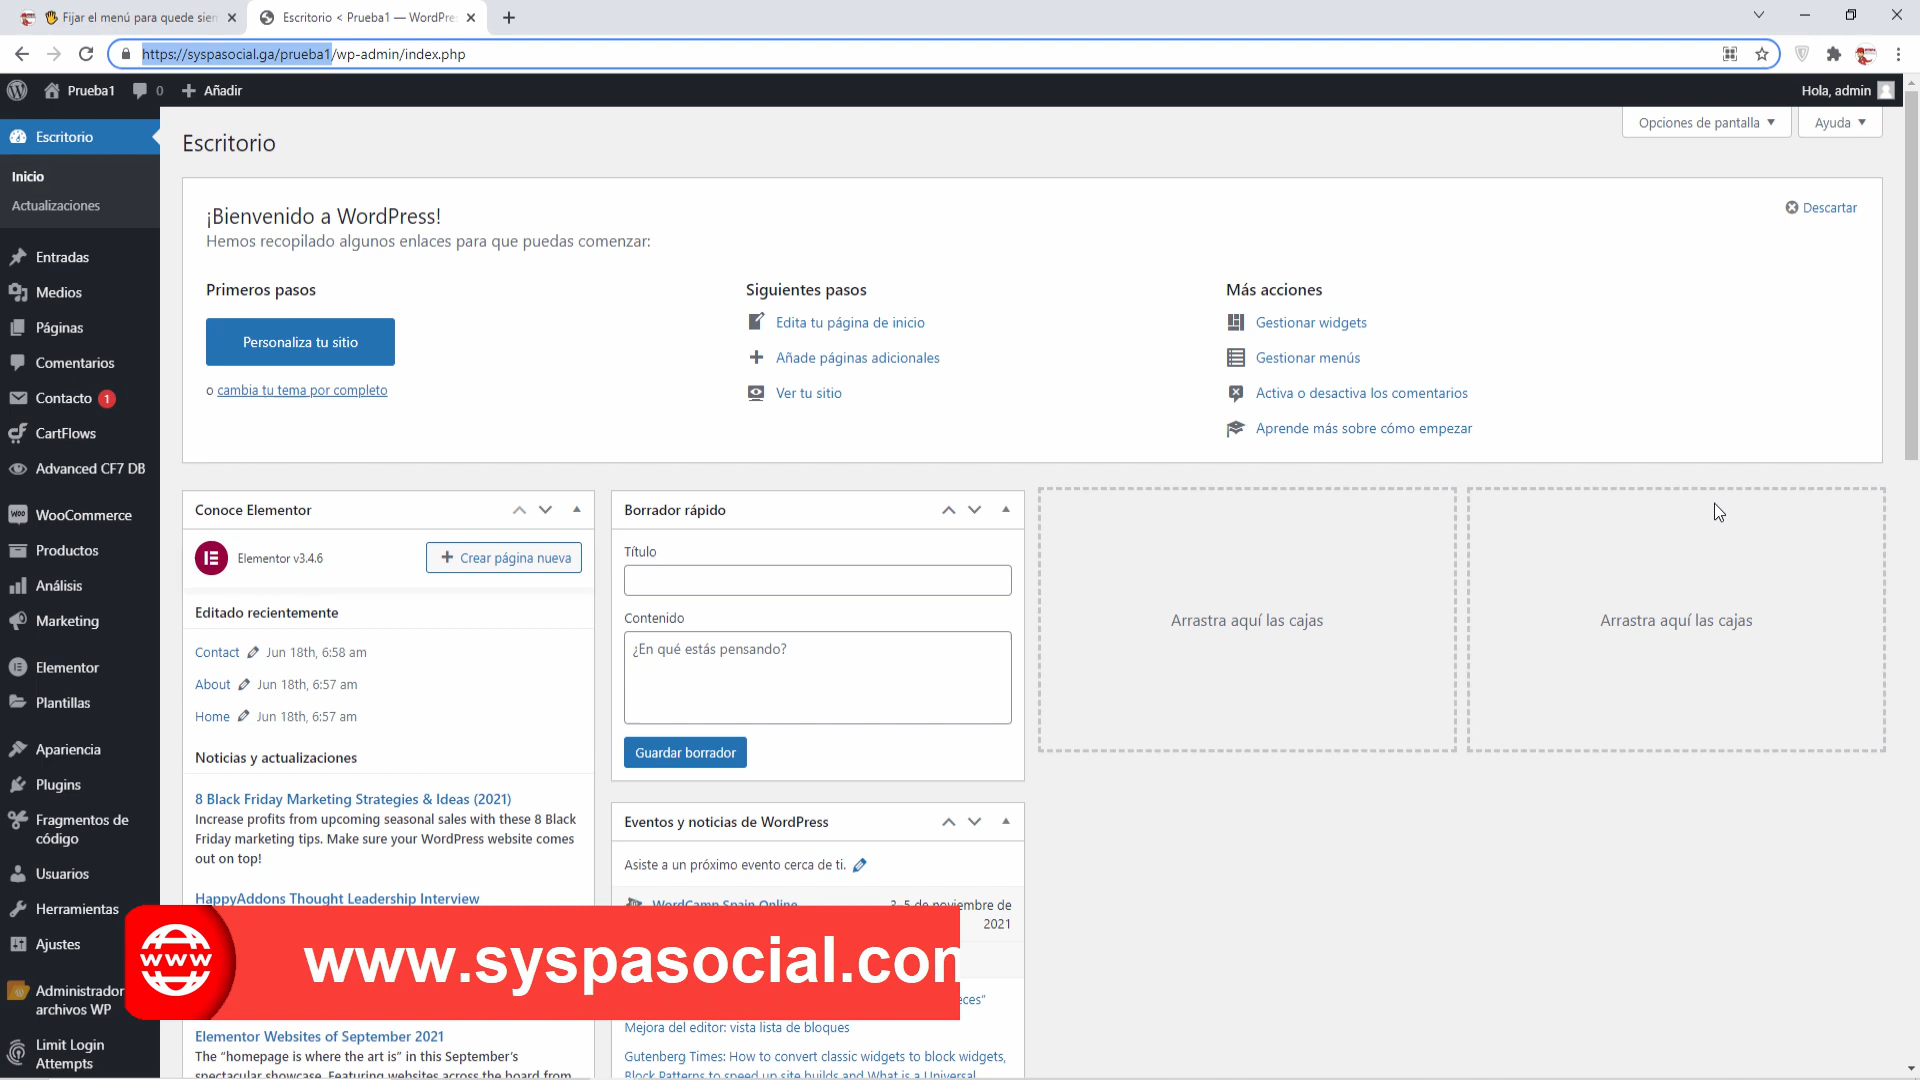 Fijar el menú para quede sien
Escritorio < Prueba1 — WordPre
https://syspasocial.ga/prueba1/wp-admin/index.php
Prueba1
0
Añadir
Hola, admin
Escritorio
Inicio
Actualizaciones
Entradas
Medios
Páginas
Comentarios
Contacto 1
CartFlows
Advanced CF7 DB
WooCommerce
Productos
Análisis
Marketing
Elementor
Plantillas
Apariencia
Plugins
Fragmentos de
código
Usuarios
Herramientas
Ajustes
Administrador
archivos WP
Limit Login
Attempts
Escritorio
Opciones de pantalla
Ayuda
¡Bienvenido a WordPress!
Hemos recopilado algunos enlaces para que puedas comenzar:
Descartar
Primeros pasos
Personaliza tu sitio
o cambia tu tema por completo
Siguientes pasos
Edita tu página de inicio
Añade páginas adicionales
Ver tu sitio
Más acciones
Gestionar widgets
Gestionar menús
Activa o desactiva los comentarios
Aprende más sobre cómo empezar
Conoce Elementor
Elementor v3.4.6
Crear página nueva
Editado recientemente
Contact Jun 18th, 6:58 am
About Jun 18th, 6:57 am
Home Jun 18th, 6:57 am
Noticias y actualizaciones
8 Black Friday Marketing Strategies & Ideas (2021)
Increase profits from upcoming seasonal sales with these 8 Black
Friday marketing tips. Make sure your WordPress website comes
out on top!
HappyAddons Thought Leadership Interview
Elementor Websites of September 2021
The “homepage is where the art is” in this September’s
spectacular showcase. Featuring websites across the board from
Borrador rápido
Título
Contenido
¿En qué estás pensando?
Guardar borrador
Eventos y noticias de WordPress
Asiste a un próximo evento cerca de ti.
WordCamp Spain Online
3–5 de noviembre de
2021
eces”
Mejora del editor: vista lista de bloques
Gutenberg Times: How to convert classic widgets to block widgets,
Block Patterns to speed up site builds and What is a Universal
Arrastra aquí las cajas
Arrastra aquí las cajas
www
www.syspasocial.com